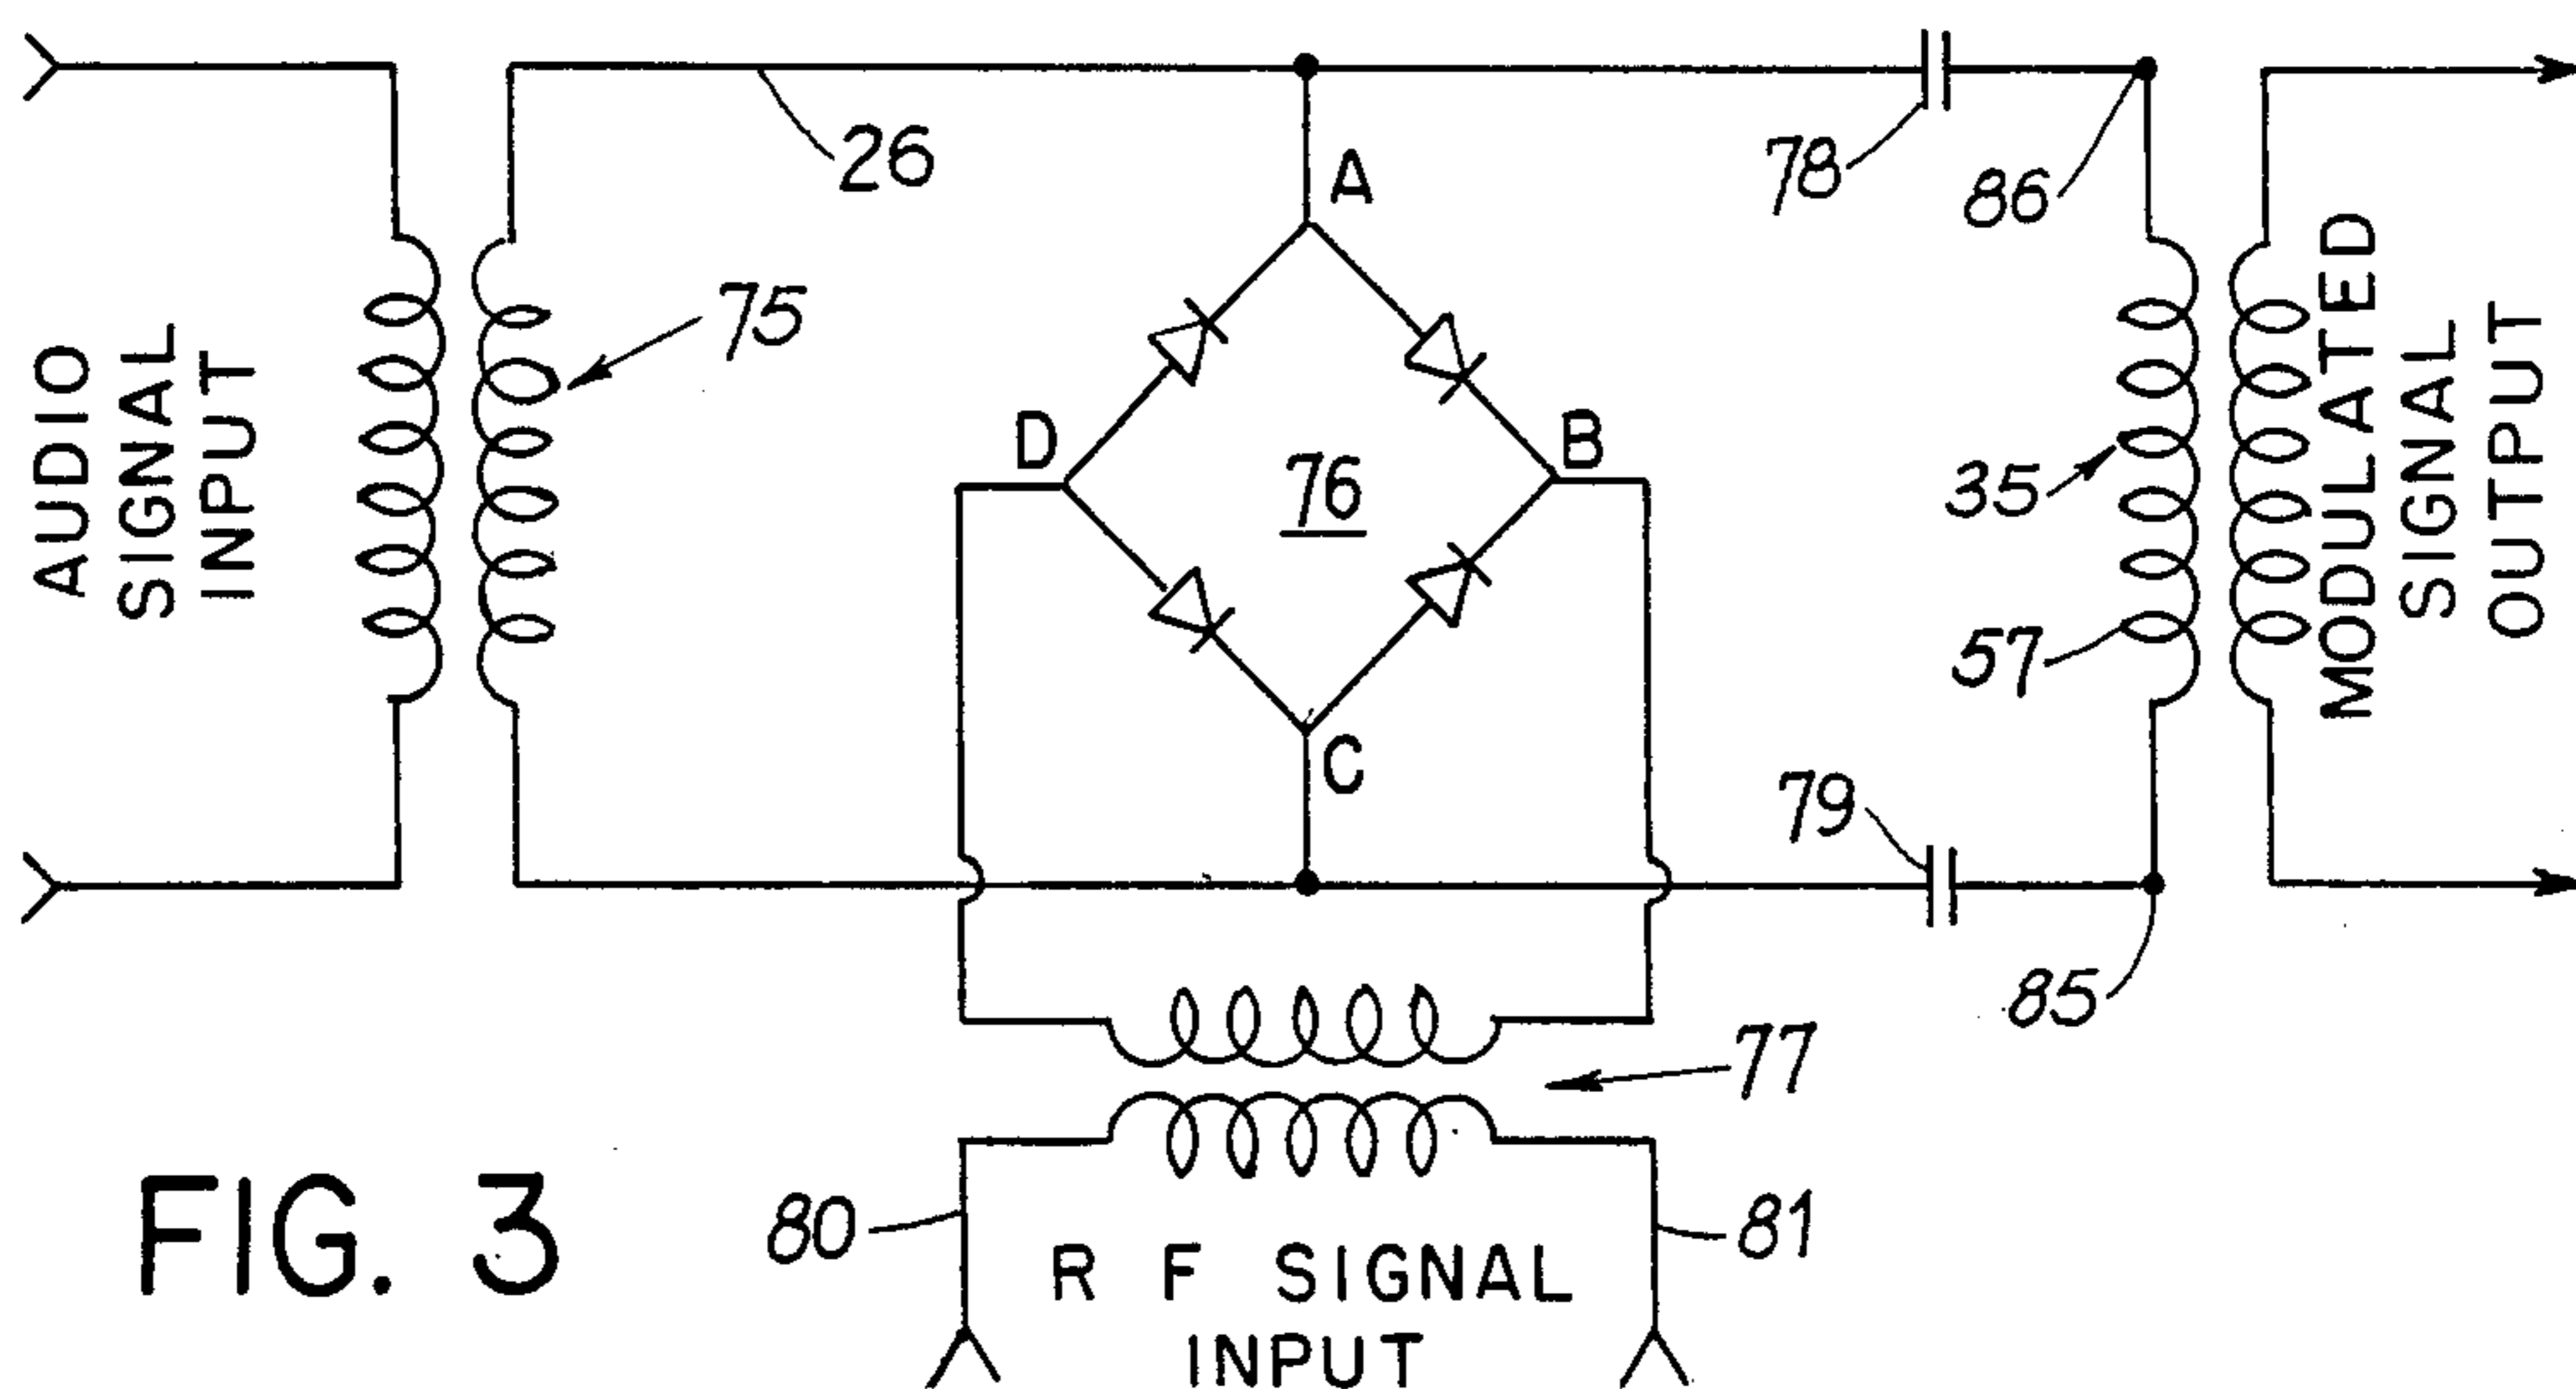 AUDIO
SIGNAL
INPUT
75
26
A
D
76
B
C
78
86
35
57
79
85
MODULATED
SIGNAL
OUTPUT
77
80
81
R F SIGNAL
INPUT
FIG. 3